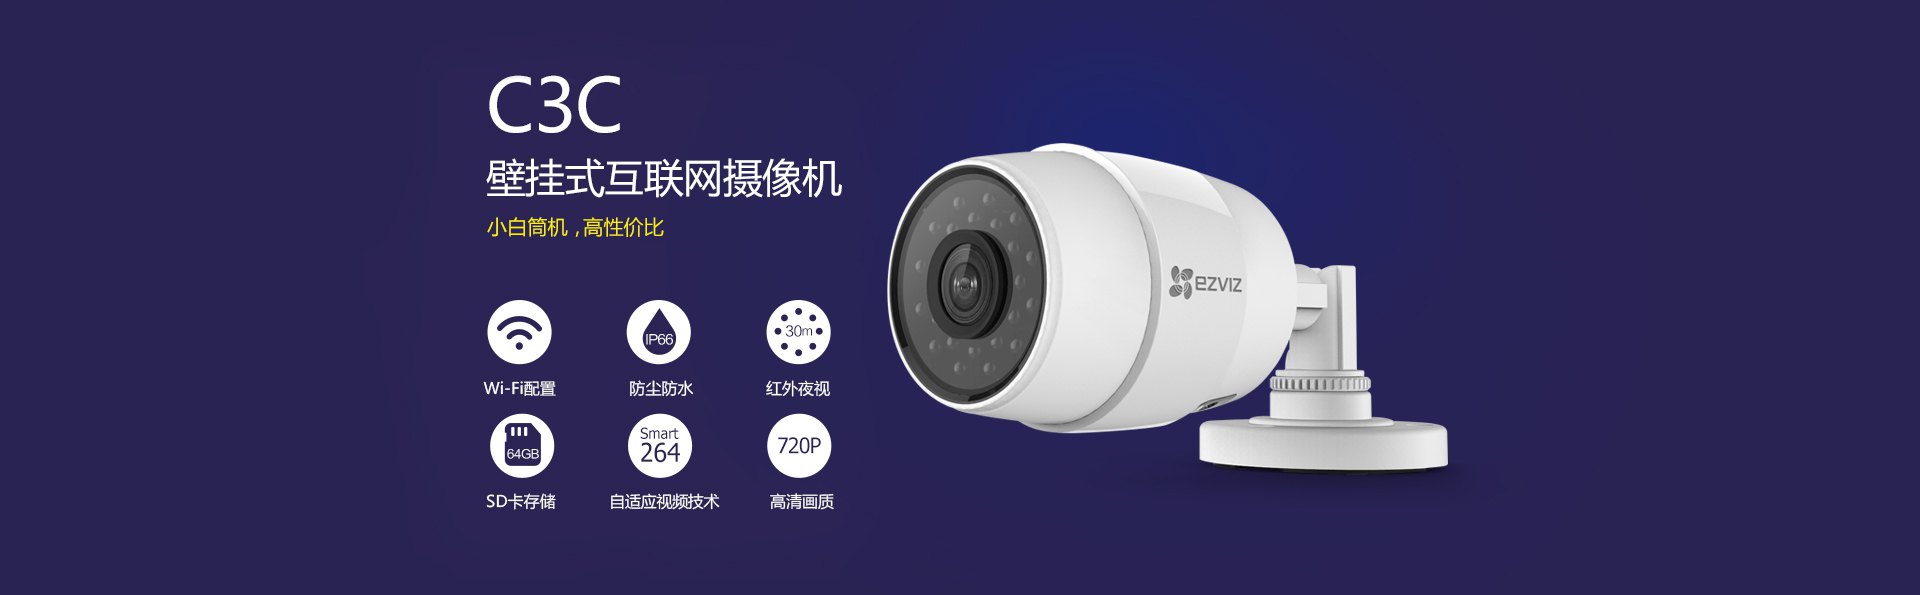 C3C
壁挂式互联网摄像机
小白筒机，高性价比
IP66
30m
Wi-Fi配置
防尘防水
红外夜视
64GB
Smart
264
720P
SD卡存储
自适应视频技术
高清画质
ezviz